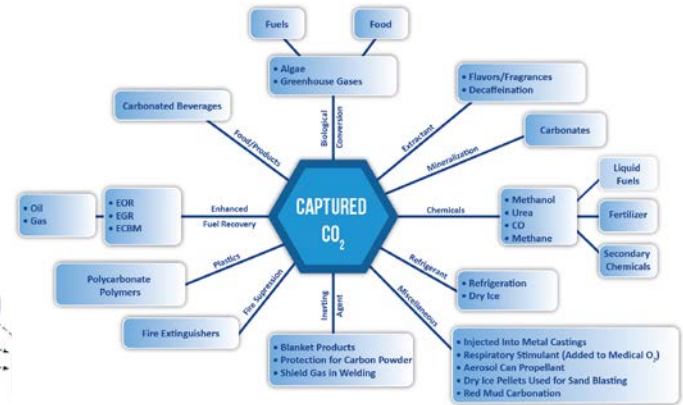 Fuels
Food
• Algae
• Greenhouse Gases
Biological
Conversion
• Flavors/Fragrances
• Decaffeination
Extractant
Carbonated Beverages
Food/Products
Carbonates
Mineralization
CAPTURED
CO2
• Oil
• Gas
• EOR
• EGR
• ECBM
Enhanced
Fuel Recovery
Chemicals
• Methanol
• Urea
• CO
• Methane
Liquid
Fuels
Fertilizer
Secondary
Chemicals
Polycarbonate
Polymers
Plastics
Refrigerant
• Refrigeration
• Dry Ice
Fire Extinguishers
Fire Supression
Inerting
Agent
• Blanket Products
• Protection for Carbon Powder
• Shield Gas in Welding
Miscellaneous
• Injected Into Metal Castings
• Respiratory Stimulant (Added to Medical O2)
• Aerosol Can Propellant
• Dry Ice Pellets Used for Sand Blasting
• Red Mud Carbonation